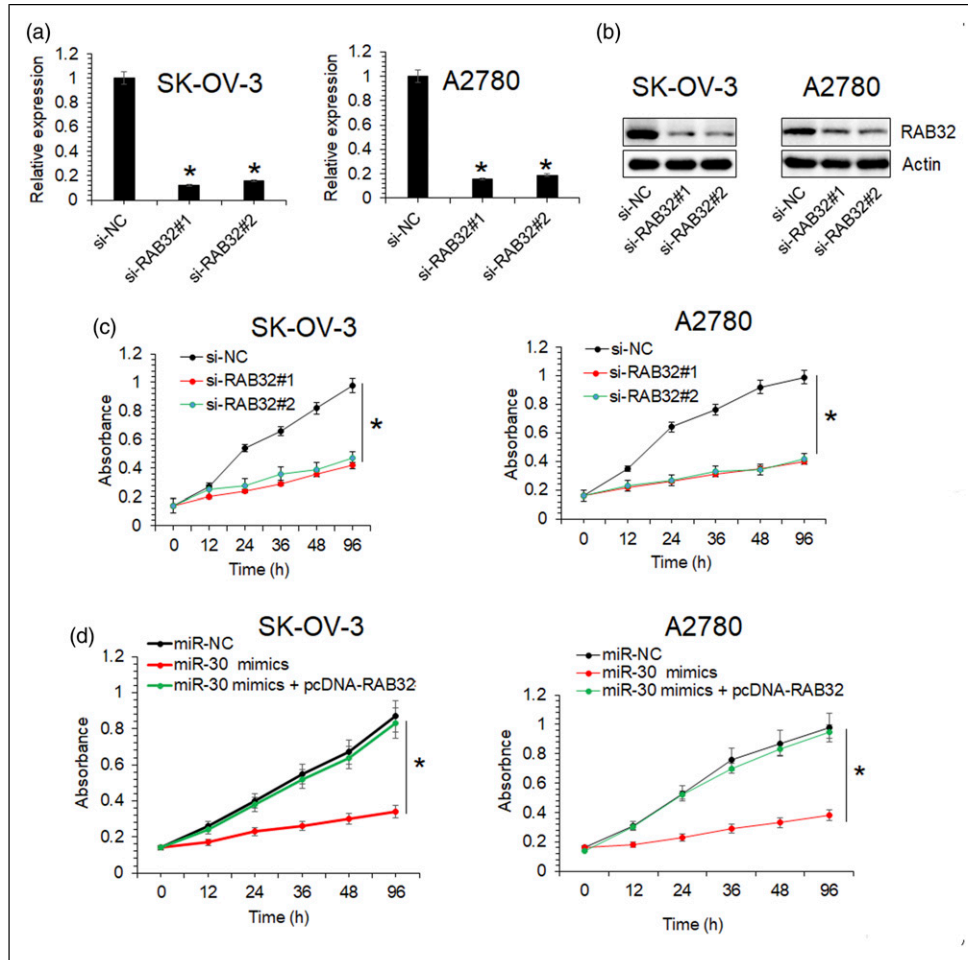 (a)
SK-OV-3
Relative expression
1.2
1
0.8
0.6
0.4
0.2
0
*
*
si-NC
si-RAB32#1
si-RAB32#2
A2780
Relative expression
1.2
1
0.8
0.6
0.4
0.2
0
*
*
si-NC
si-RAB32#1
si-RAB32#2
(b)
SK-OV-3
A2780
RAB32
Actin
si-NC
si-RAB32#1
si-RAB32#2
si-NC
si-RAB32#1
si-RAB32#2
(c)
SK-OV-3
si-NC
si-RAB32#1
si-RAB32#2
Absorbance
1.2
1
0.8
0.6
0.4
0.2
0
*
0 12 24 36 48 96
Time (h)
A2780
si-NC
si-RAB32#1
si-RAB32#2
Absorbance
1.2
1
0.8
0.6
0.4
0.2
0
*
0 12 24 36 48 96
Time (h)
(d)
SK-OV-3
miR-NC
miR-30 mimics
miR-30 mimics + pcDNA-RAB32
Absorbance
1.2
1
0.8
0.6
0.4
0.2
0
*
0 12 24 36 48 96
Time (h)
A2780
miR-NC
miR-30 mimics
miR-30 mimics + pcDNA-RAB32
Absorbnce
1.2
1
0.8
0.6
0.4
0.2
0
*
0 12 24 36 48 96
Time (h)